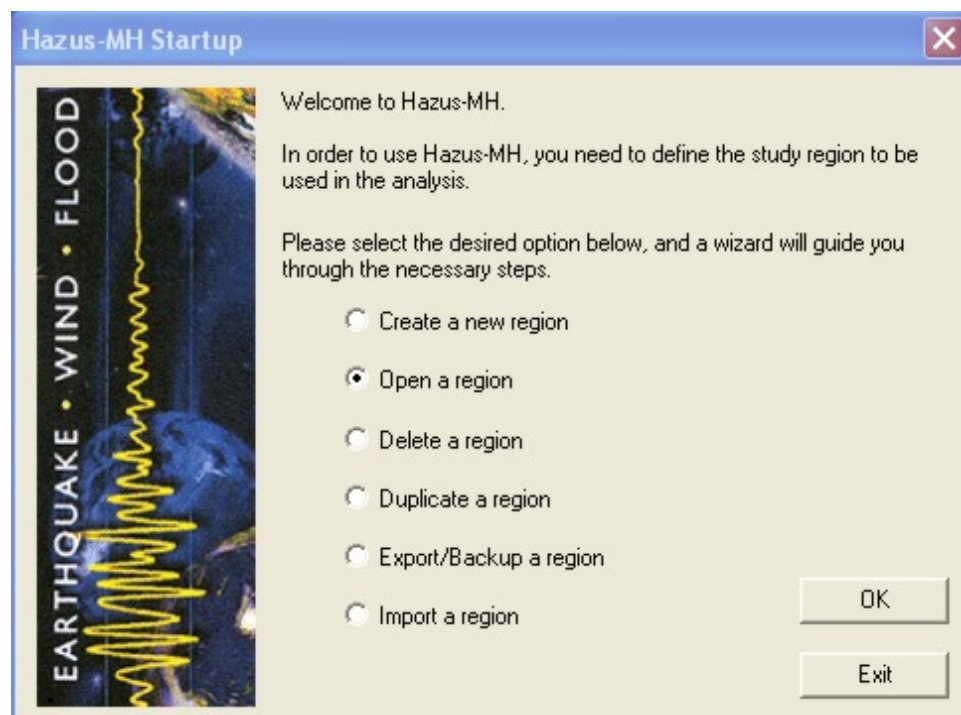 Hazus-MH Startup
EARTHQUAKE • WIND • FLOOD
Welcome to Hazus-MH.
In order to use Hazus-MH, you need to define the study region to be
used in the analysis.
Please select the desired option below, and a wizard will guide you
through the necessary steps.
Create a new region
Open a region
Delete a region
Duplicate a region
Export/Backup a region
Import a region
OK
Exit